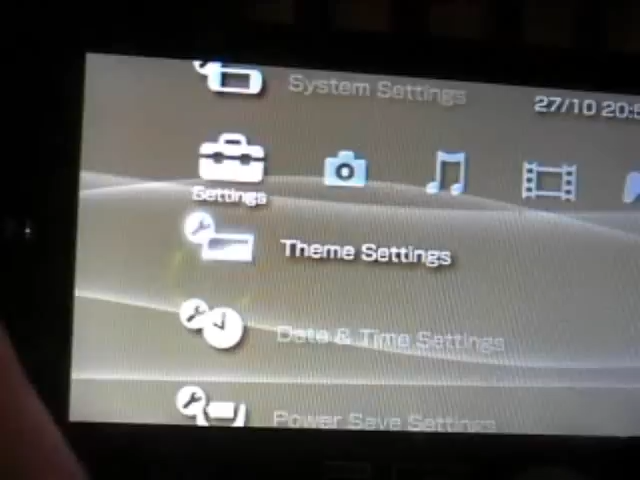 System Settings
27/10 20:5
Settings
Theme Settings
Date & Time Settings
Power Save Settings